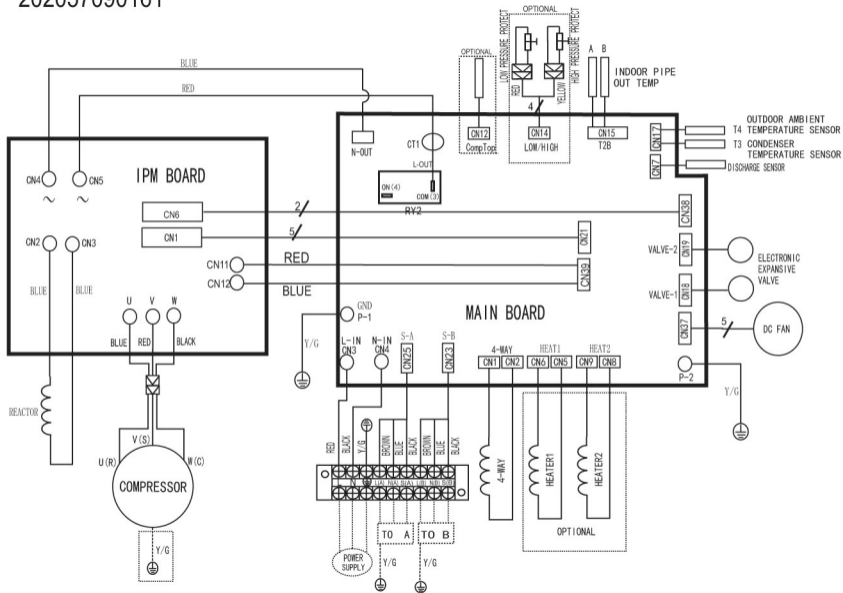 202037090161
OPTIONAL
LOW PRESSURE PROTECT
HIGH PRESSURE PROTECT
OPTIONAL
A B
INDOOR PIPE
OUT TEMP
BLUE
RED
RED
YELLOW
4
CN12
CompTop
CN14
LOW/HIGH
CN15
T2B
CN17
OUTDOOR AMBIENT
T4 TEMPERATURE SENSOR
T3 CONDENSER
TEMPERATURE SENSOR
CN7
DISCHARGE SENSOR
N-OUT
CT1
L-OUT
ON(4)
COM(3)
RY2
CN4
CN5
IPM BOARD
~
~
CN6
2
CN38
CN1
5
CN21
CN2
CN3
CN11
RED
CN39
CN12
BLUE
VALVE-2
CN19
ELECTRONIC
EXPANSIVE
VALVE
VALVE-1
CN18
BLUE
BLUE
U
V
W
BLUE
RED
BLACK
GND
P-1
MAIN BOARD
CN37
5
DC FAN
Y/G
L-IN
CN3
N-IN
CN4
S-A
CN25
S-B
CN23
4-WAY
CN1
CN2
HEAT1
CN6
CN5
HEAT2
CN9
CN8
P-2
Y/G
REACTOR
V(S)
U(R)
W(C)
COMPRESSOR
Y/G
RED
BLACK
Y/G
BROWN
BLUE
BLACK
BROWN
BLUE
BLACK
4-WAY
HEATER1
HEATER2
OPTIONAL
L
N
L(A)
N(A)
S(A)
L(B)
N(B)
S(B)
TO A
TO B
POWER
SUPPLY
Y/G
Y/G